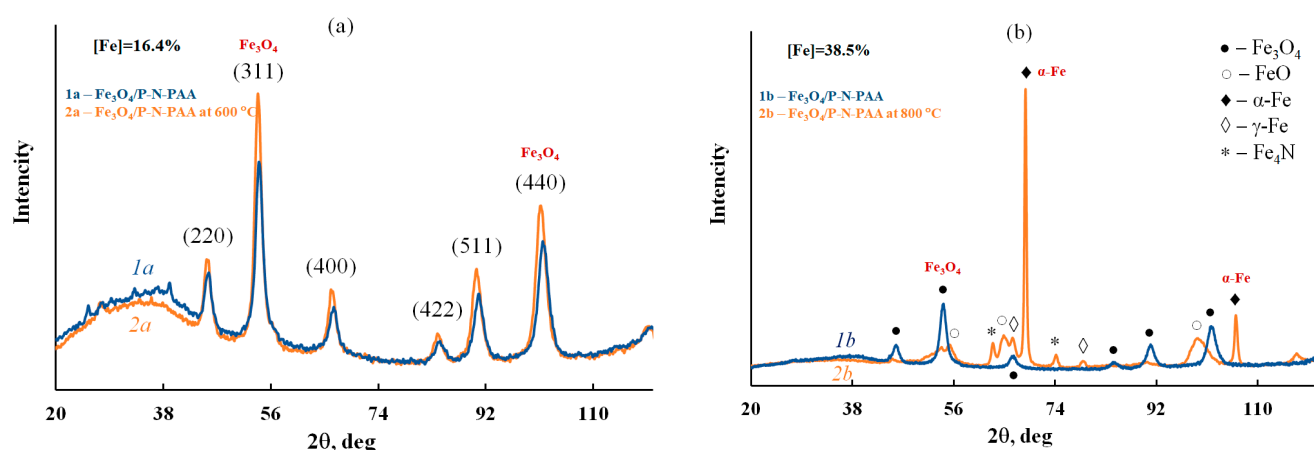 (a)
[Fe]=16.4%
Fe₃O₄
(311)
1a – Fe₃O₄/P-N-PAA
2a – Fe₃O₄/P-N-PAA at 600 °C
Fe₃O₄
(440)
(220)
(511)
1a
(400)
(422)
2a
Intencity
20
38
56
74
92
110
2θ, deg
(b)
[Fe]=38.5%
α-Fe
1b – Fe₃O₄/P-N-PAA
2b – Fe₃O₄/P-N-PAA at 800 °C
● – Fe₃O₄
○ – FeO
◆ – α-Fe
◇ – γ-Fe
* – Fe₄N
Fe₃O₄
α-Fe
*
*
1b
2b
Intencity
20
38
56
74
92
110
2θ, deg